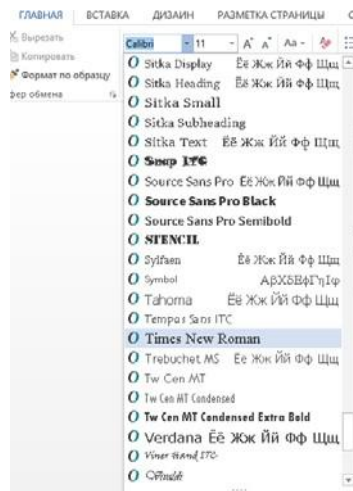 ГЛАВНАЯ ВСТАВКА ДИЗАЙН РАЗМЕТКА СТРАНИЦЫ
Вырезать
Копировать
Формат по образцу
фер обмена
Calibri 11 A A Aa
O Sitka Display Ёё Жж Йй Фф Щщ
O Sitka Heading Ёё Жж Йй Фф Щщ
O Sitka Small
O Sitka Subheading
O Sitka Text Ёё Жж Йй Фф Щщ
O Snap ITC
O Source Sans Pro Ёё Жж Йй Фф Щщ
O Source Sans Pro Black
O Source Sans Pro Semibold
O STENCIL
O Sylfaen Ёё Жж Йй Фф Щщ
O Symbol
O Tahoma Ёё Жж Йй Фф Щщ
O Tempus Sans ITC
O Times New Roman
O Trebuchet MS Ёё Жж Йй Фф Щщ
O Tw Cen MT
O Tw Cen MT Condensed
O Tw Cen MT Condensed Extra Bold
O Verdana Ёё Жж Йй Фф Щщ
O Viner Hand ITC
O Vivaldi